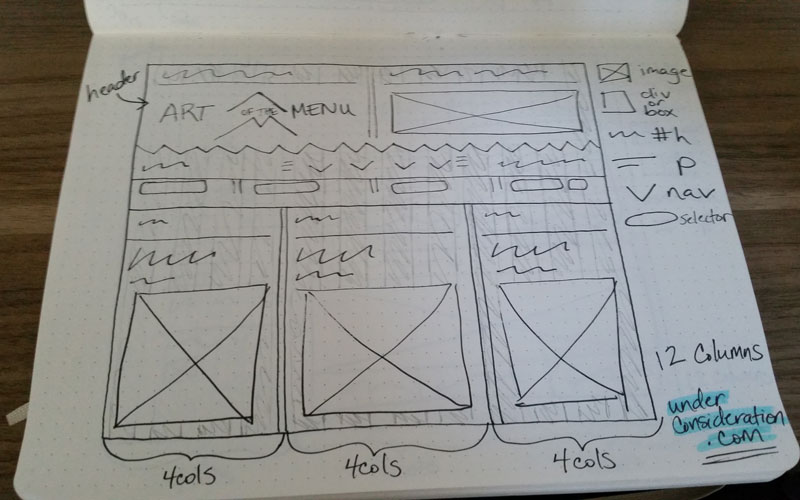 header
ART OF THE MENU
image
div
or
box
#h
p
nav
selector
12 Columns
under
consideration
.com
4cols
4cols
4cols